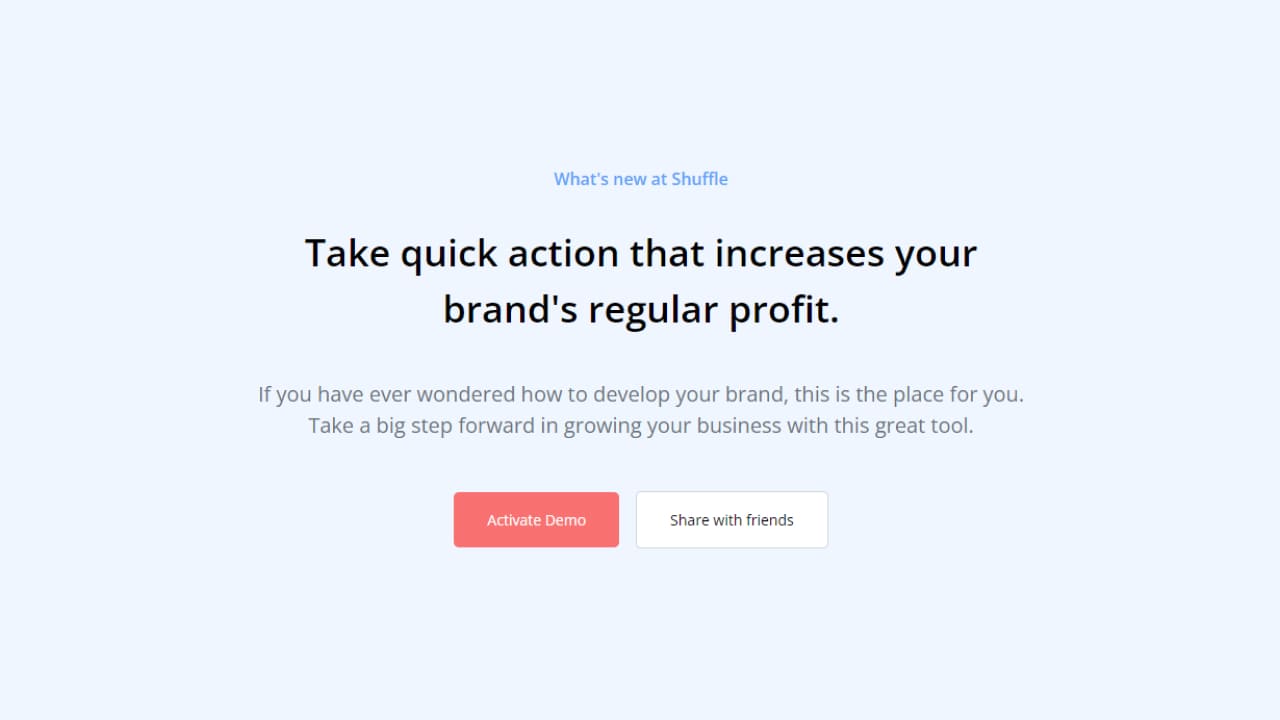 What's new at Shuffle
Take quick action that increases your
brand's regular profit.
If you have ever wondered how to develop your brand, this is the place for you.
Take a big step forward in growing your business with this great tool.
Activate Demo
Share with friends